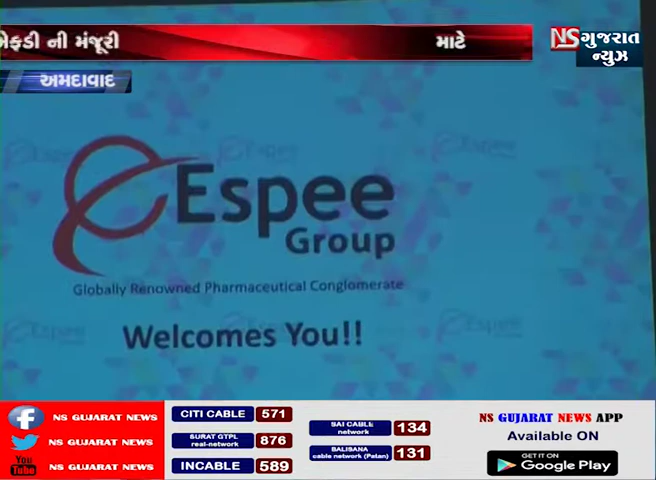 એફડી ની મંજૂરી માટે
NS ગુજરાત
ન્યુઝ
અમદાવાદ
Espee
Group
Globally Renowned Pharmaceutical Conglomerate
Welcomes You!!
NS GUJARAT NEWS
NS GUJARAT NEWS
You Tube NS GUJARAT NEWS
CITI CABLE 571
SURAT GTPL
real-network 876
INCABLE 589
SAI CABLE
network 134
BALISANA
cable network (Patan) 131
NS GUJARAT NEWS APP
Available ON
GET IT ON
Google Play